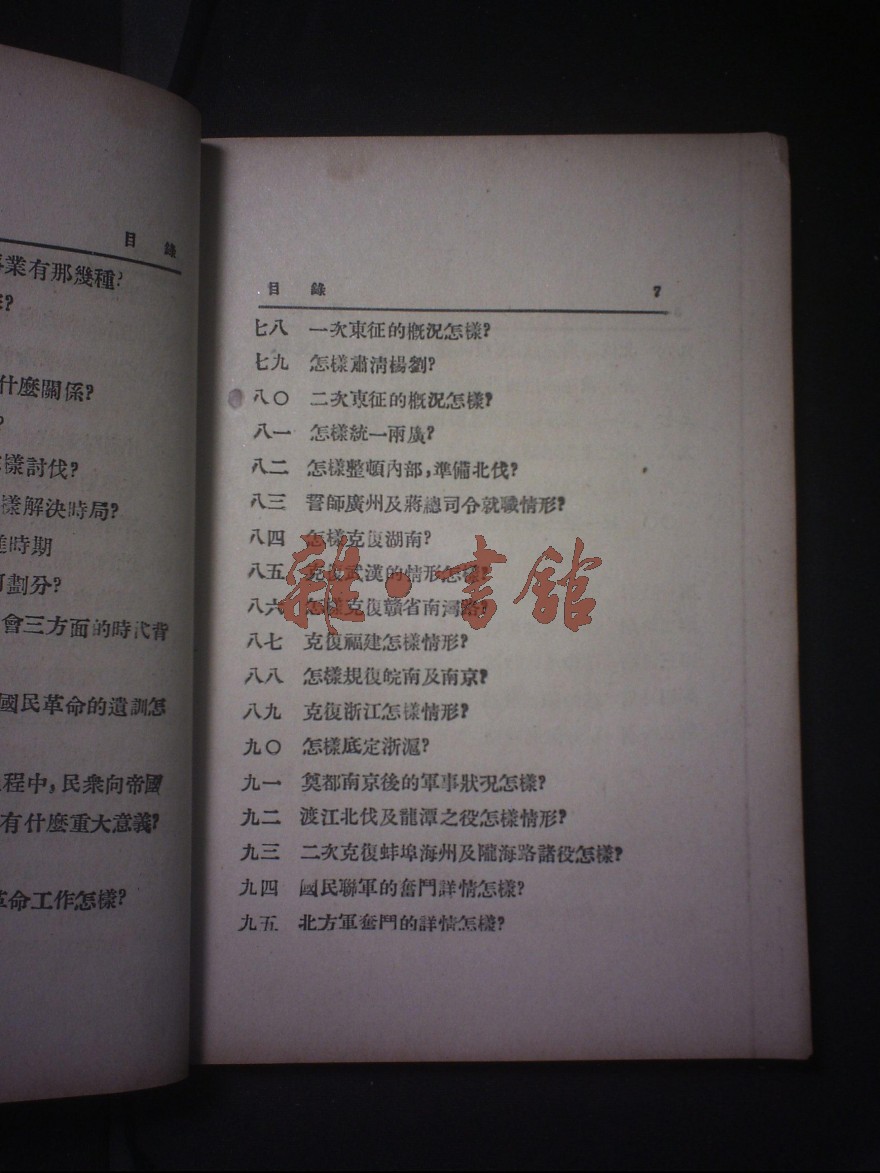 目 錄
業有那幾種?
?
什麼關係?
?
樣討伐?
樣解決時局?
時期
劃分?
會三方面的時代背
國民革命的遺訓怎
程中,民衆向帝國
有什麼重大意義?
革命工作怎樣?
目 錄 7
七八 一次東征的概況怎樣?
七九 怎樣肅清楊劉?
八〇 二次東征的概況怎樣?
八一 怎樣統一兩廣?
八二 怎樣整頓內部,準備北伐?
八三 誓師廣州及蔣總司令就職情形?
八四 怎樣克復湖南?
八五 克復武漢的情形怎樣?
八六 怎樣克復贛省南潯路?
八七 克復福建怎樣情形?
八八 怎樣規復皖南及南京?
八九 克復浙江怎樣情形?
九〇 怎樣底定浙滬?
九一 奠都南京後的軍事狀況怎樣?
九二 渡江北伐及龍潭之役怎樣情形?
九三 二次克復蚌埠海州及隴海路諸役怎樣?
九四 國民聯軍的奮鬥詳情怎樣?
九五 北方軍奮鬥的詳情怎樣?
雜·書館